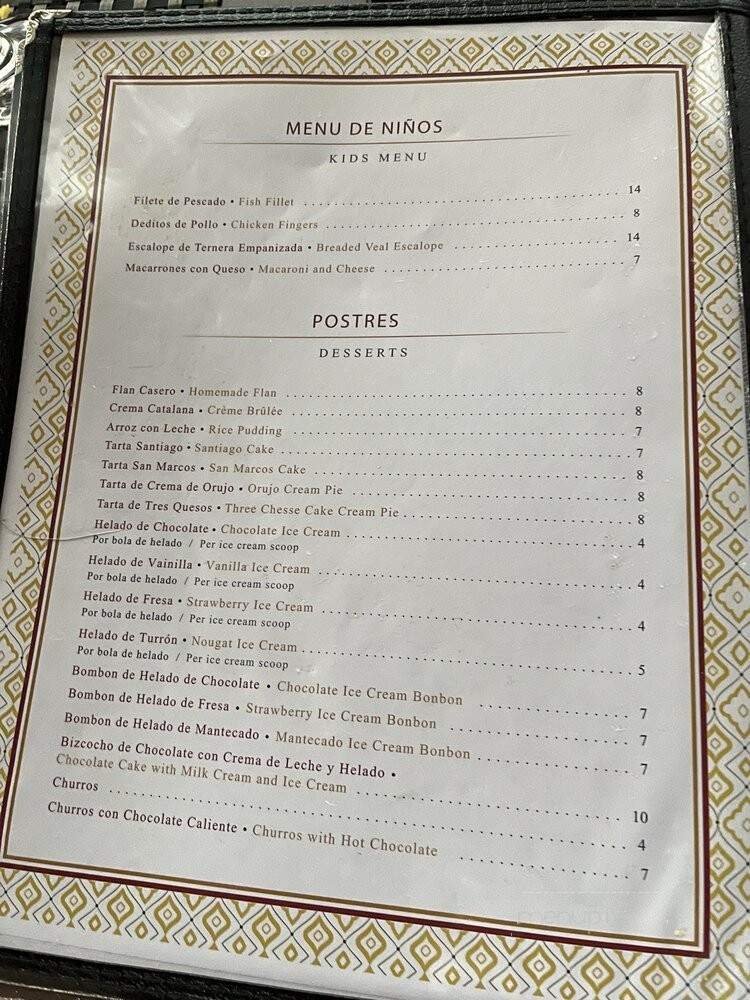 MENU DE NIÑOS
KIDS MENU
Filete de Pescado • Fish Fillet 14
Deditos de Pollo • Chicken Fingers 8
Escalope de Ternera Empanizada • Breaded Veal Escalope 14
Macarrones con Queso • Macaroni and Cheese 7
POSTRES
DESSERTS
Flan Casero • Homemade Flan 8
Crema Catalana • Crème Brûlée 8
Arroz con Leche • Rice Pudding 7
Tarta Santiago • Santiago Cake 7
Tarta San Marcos • San Marcos Cake 8
Tarta de Crema de Orujo • Orujo Cream Pie 8
Tarta de Tres Quesos • Three Chesse Cake Cream Pie 8
Helado de Chocolate • Chocolate Ice Cream 4
Por bola de helado / Per ice cream scoop
Helado de Vainilla • Vanilla Ice Cream 4
Por bola de helado / Per ice cream scoop
Helado de Fresa • Strawberry Ice Cream 4
Por bola de helado / Per ice cream scoop
Helado de Turrón • Nougat Ice Cream 5
Por bola de helado / Per ice cream scoop
Bombon de Helado de Chocolate • Chocolate Ice Cream Bonbon 7
Bombon de Helado de Fresa • Strawberry Ice Cream Bonbon 7
Bombon de Helado de Mantecado • Mantecado Ice Cream Bonbon 7
Bizcocho de Chocolate con Crema de Leche y Helado •
Chocolate Cake with Milk Cream and Ice Cream 10
Churros 4
Churros con Chocolate Caliente • Churros with Hot Chocolate 7